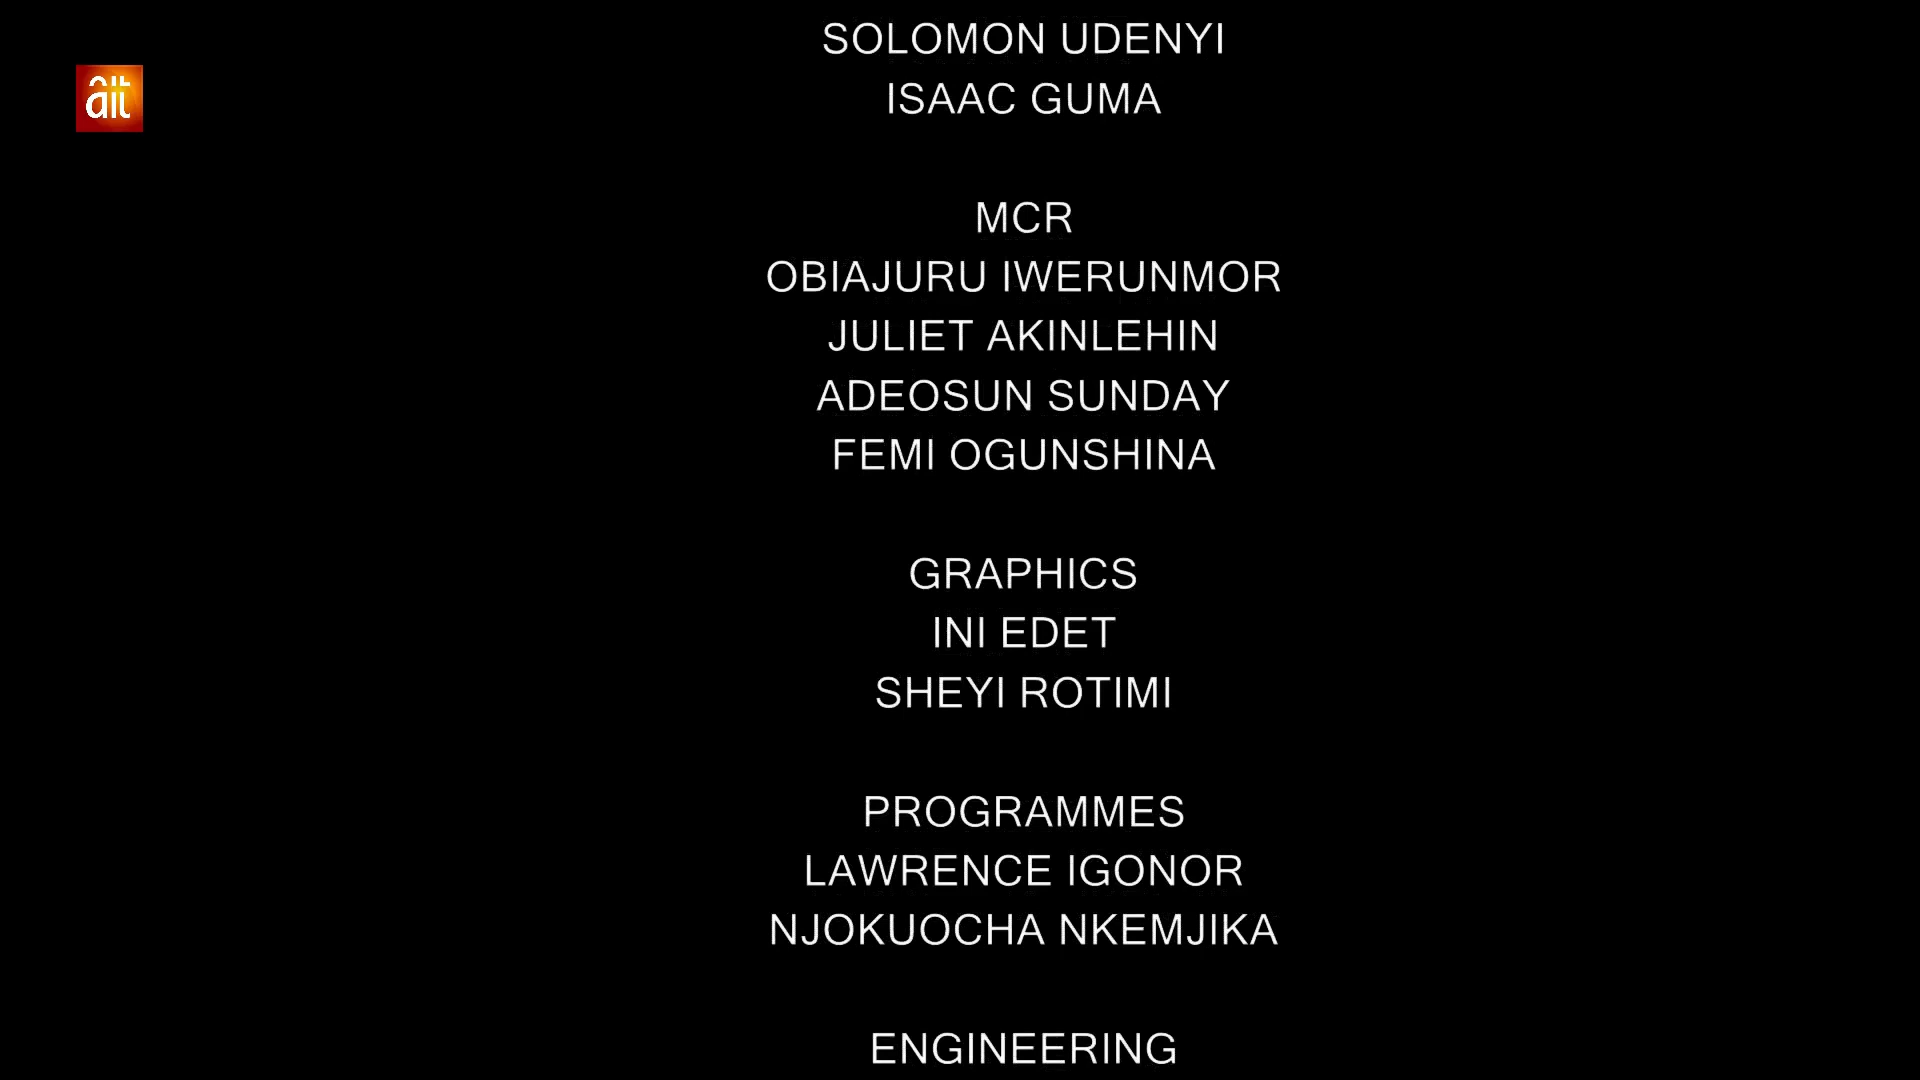 SOLOMON UDENYI
ait
ISAAC GUMA
MCR
OBIAJURU IWERUNMOR
JULIET AKINLEHIN
ADEOSUN SUNDAY
FEMI OGUNSHINA
GRAPHICS
INI EDET
SHEYI ROTIMI
PROGRAMMES
LAWRENCE IGONOR
NJOKUOCHA NKEMJIKA
ENGINEERING